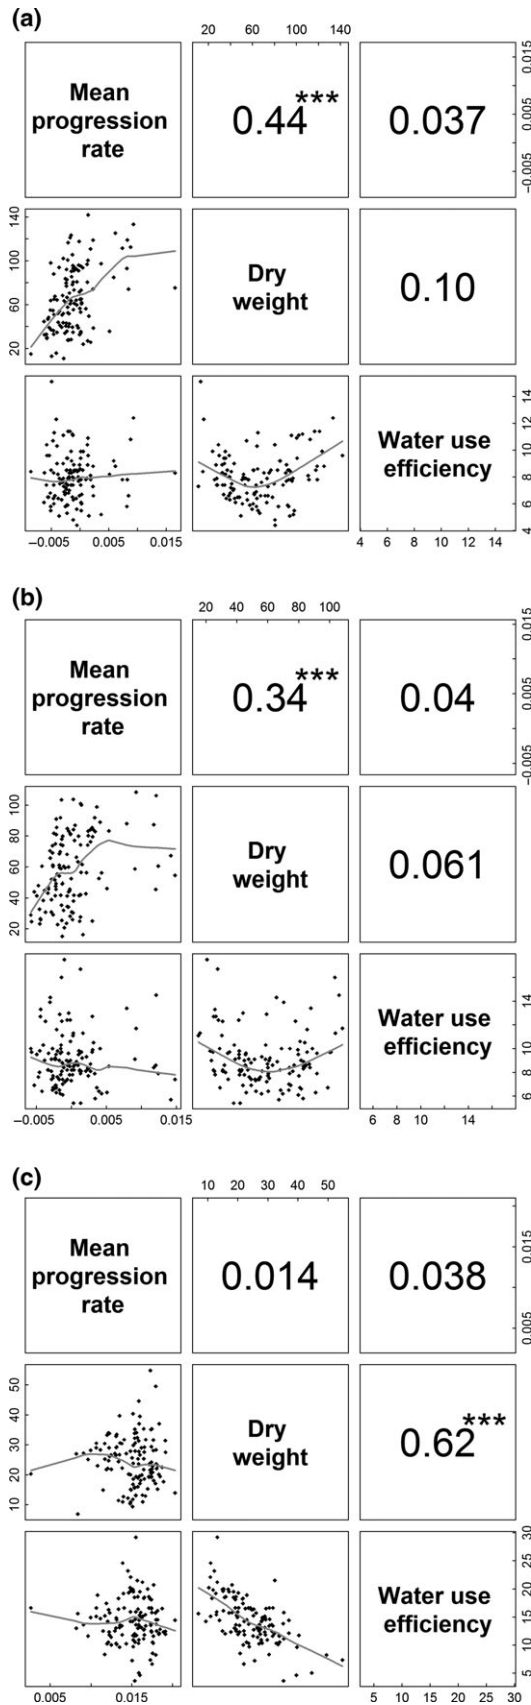 (a)
20 60 100 140
Mean
progression
rate
0.44***
0.037
−0.005 0.005 0.015
20 60 100 140
Dry
weight
0.10
Water use
efficiency
4 6 8 10 12 14
−0.005 0.005 0.015
4 6 8 10 12 14
(b)
20 40 60 80 100
Mean
progression
rate
0.34***
0.04
−0.005 0.005 0.015
20 40 60 80 100
Dry
weight
0.061
Water use
efficiency
6 8 10 14
−0.005 0.005 0.015
6 8 10 14
(c)
10 20 30 40 50
Mean
progression
rate
0.014
0.038
0.005 0.015
10 20 30 40 50
Dry
weight
0.62***
Water use
efficiency
5 10 15 20 25 30
0.005 0.015
5 10 15 20 25 30